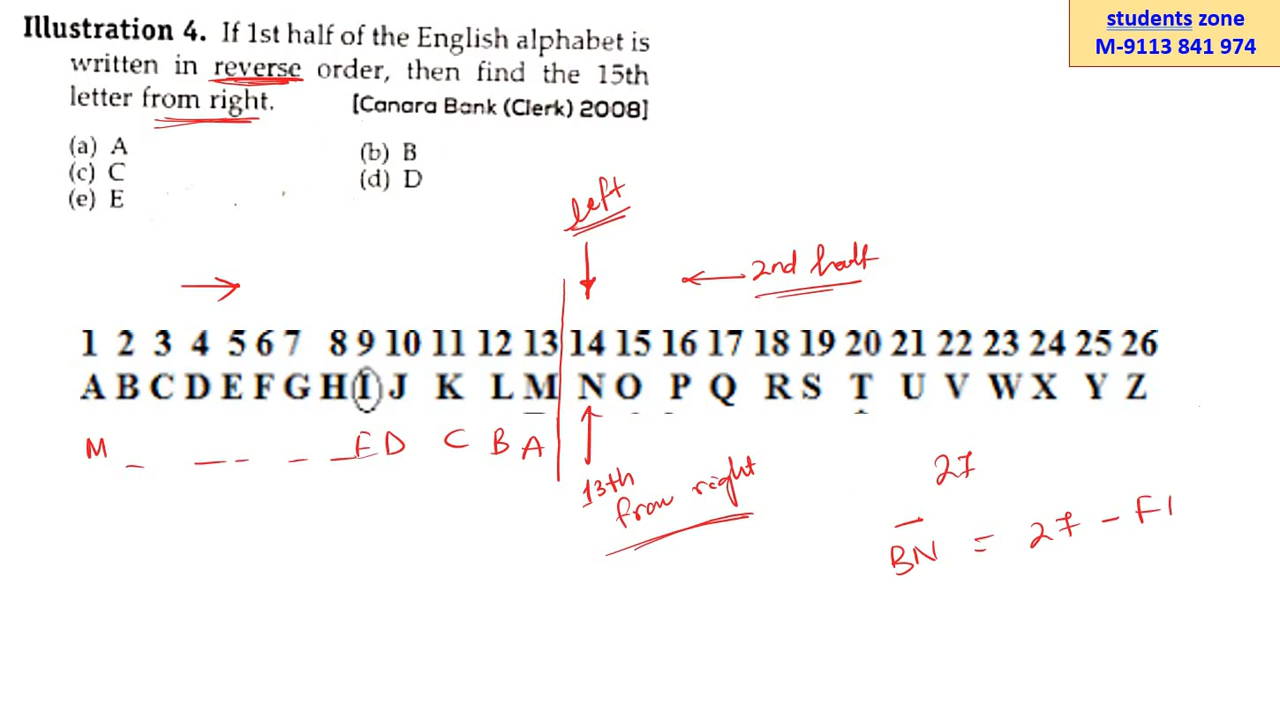 Illustration 4. If 1st half of the English alphabet is
written in reverse order, then find the 15th
letter from right. [Canara Bank (Clerk) 2008]
(a) A (b) B
(c) C (d) D
(e) E
students zone
M-9113 841 974
left
2nd half
1 2 3 4 5 6 7 8 9 10 11 12 13 14 15 16 17 18 19 20 21 22 23 24 25 26
A B C D E F G H I J K L M N O P Q R S T U V W X Y Z
M _ _ _ _ _ E D C B A
13th
from right
27
BN = 27 - F